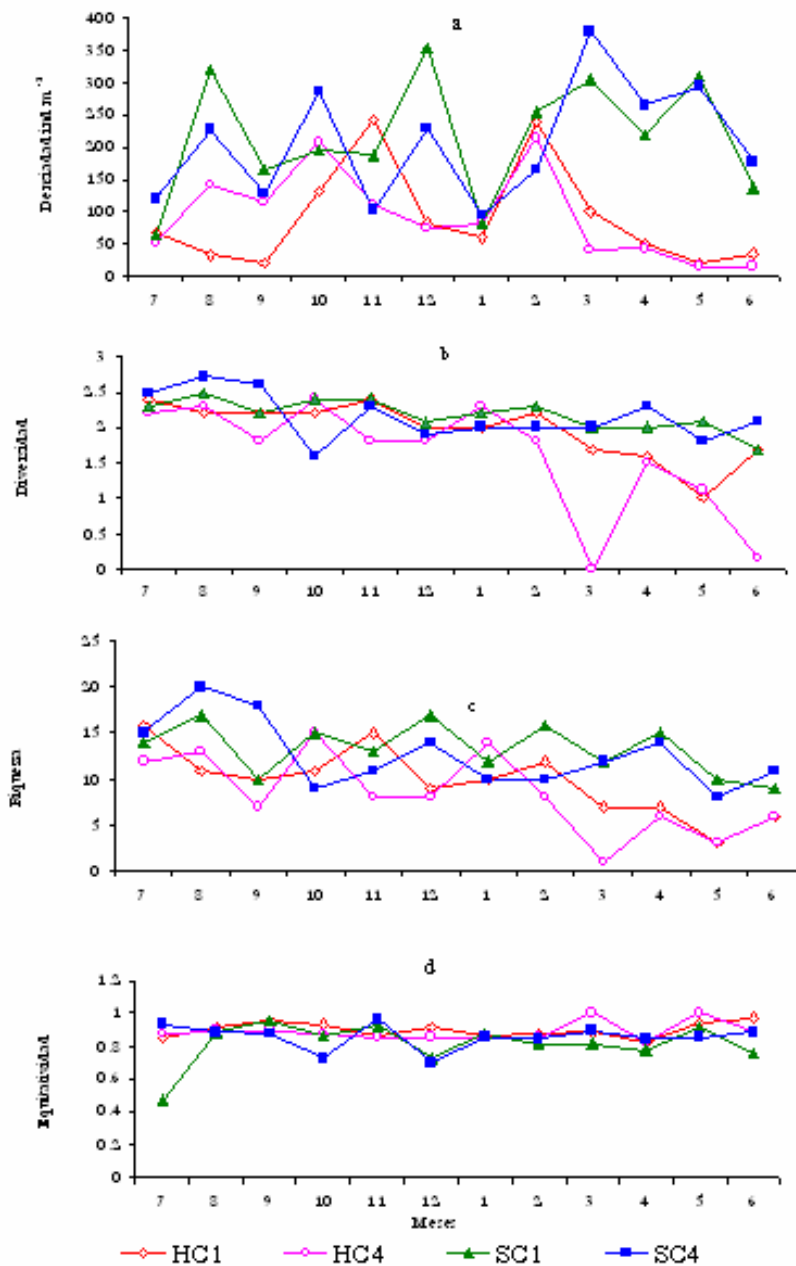 a
Densidad ind m⁻²
400
350
300
250
200
150
100
50
0
7 8 9 10 11 12 1 2 3 4 5 6
b
Diversidad
3
2.5
2
1.5
1
0.5
0
7 8 9 10 11 12 1 2 3 4 5 6
c
Riqueza
25
20
15
10
5
0
7 8 9 10 11 12 1 2 3 4 5 6
d
Equitatividad
1.2
1
0.8
0.6
0.4
0.2
0
7 8 9 10 11 12 1 2 3 4 5 6
Meses
HC1 HC4 SC1 SC4